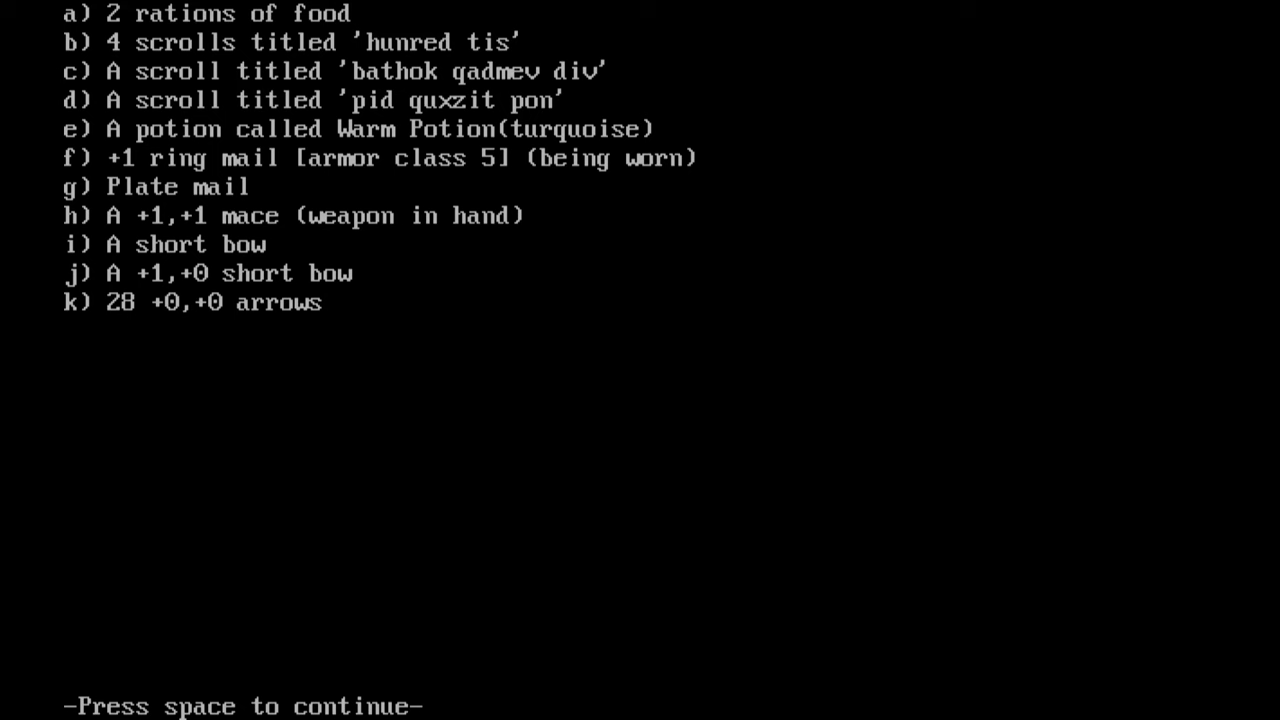 a) 2 rations of food
b) 4 scrolls titled 'hunred tis'
c) A scroll titled 'bathok qadmev div'
d) A scroll titled 'pid quxzit pon'
e) A potion called Warm Potion(turquoise)
f) +1 ring mail [armor class 5] (being worn)
g) Plate mail
h) A +1,+1 mace (weapon in hand)
i) A short bow
j) A +1,+0 short bow
k) 28 +0,+0 arrows
-Press space to continue-